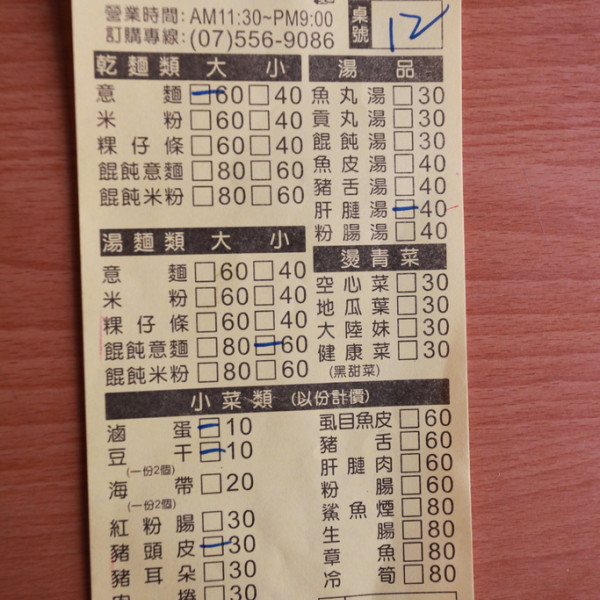 營業時間: AM11:30~PM9:00
訂購專線: (07)556-9086
桌號 12
乾麵類 大 小
意麵 60 40
米粉 60 40
粿仔條 60 40
餛飩意麵 80 60
餛飩米粉 80 60
湯麵類 大 小
意麵 60 40
米粉 60 40
粿仔條 60 40
餛飩意麵 80 60
餛飩米粉 80 60
湯品
魚丸湯 30
貢丸湯 30
餛飩湯 30
魚皮湯 40
豬舌湯 40
肝腱湯 40
粉腸湯 40
燙青菜
空心菜 30
地瓜葉 30
大陸妹 30
健康菜 30
(黑甜菜)
小菜類 (以份計價)
滷蛋 10
豆干 10
(一份2個)
海帶 20
(一份2個)
紅粉腸 30
豬頭皮 30
豬耳朵 30
捲 30
虱目魚皮 60
豬舌 60
肝腱肉 60
粉腸 60
鯊魚煙 80
生腸 80
章魚 80
冷筍 80